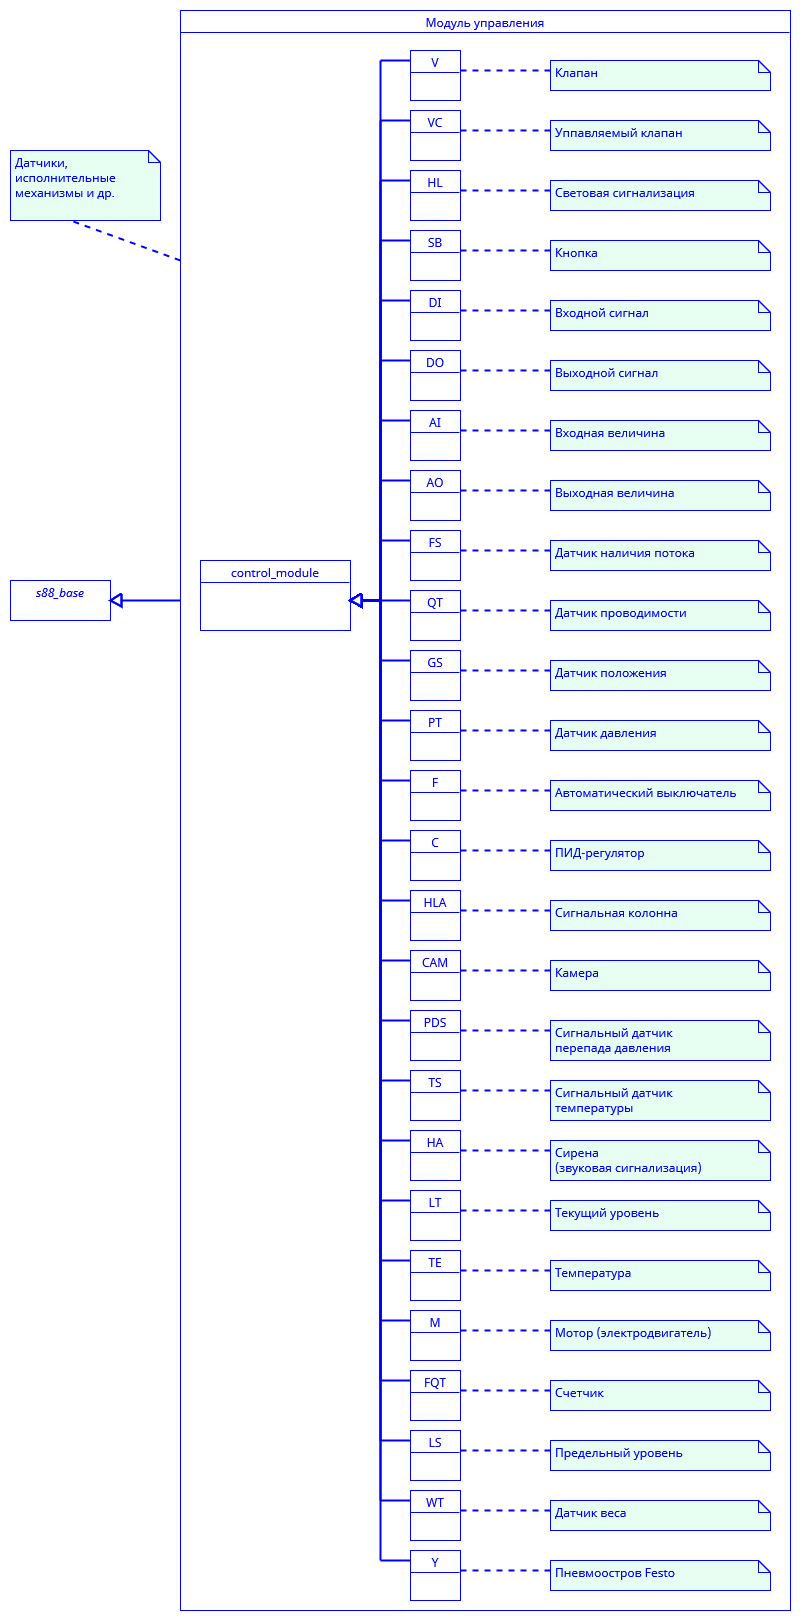 Модуль управления
Датчики,
исполнительные
механизмы и др.
s88_base
control_module
V
Клапан
VC
Уппавляемый клапан
HL
Световая сигнализация
SB
Кнопка
DI
Входной сигнал
DO
Выходной сигнал
AI
Входная величина
AO
Выходная величина
FS
Датчик наличия потока
QT
Датчик проводимости
GS
Датчик положения
PT
Датчик давления
F
Автоматический выключатель
C
ПИД-регулятор
HLA
Сигнальная колонна
CAM
Камера
PDS
Сигнальный датчик
перепада давления
TS
Сигнальный датчик
температуры
HA
Сирена
(звуковая сигнализация)
LT
Текущий уровень
TE
Температура
M
Мотор (электродвигатель)
FQT
Счетчик
LS
Предельный уровень
WT
Датчик веса
Y
Пневмоостров Festo